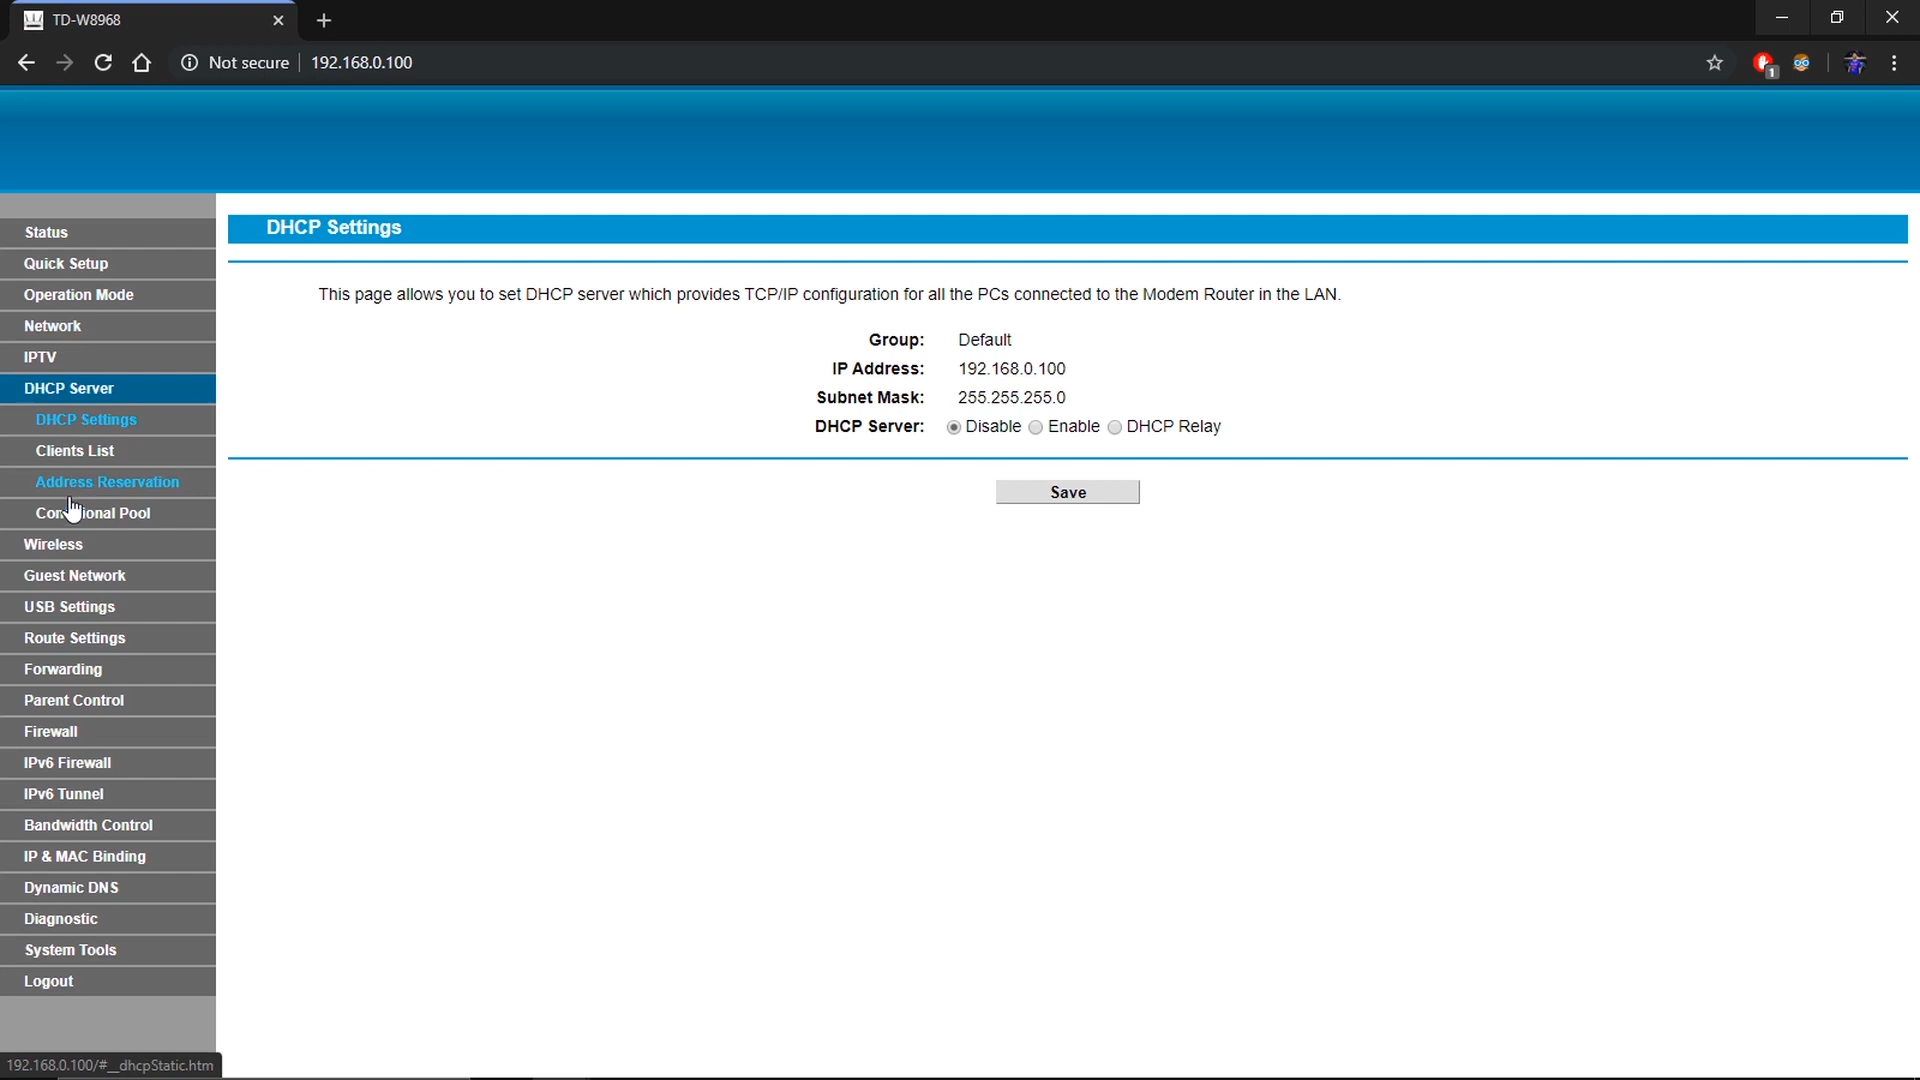 TD-W8968
Not secure
192.168.0.100
1
Status
Quick Setup
Operation Mode
Network
IPTV
DHCP Server
DHCP Settings
Clients List
Address Reservation
Wireless
Guest Network
USB Settings
Route Settings
Forwarding
Parent Control
Firewall
IPv6 Firewall
IPv6 Tunnel
Bandwidth Control
IP & MAC Binding
Dynamic DNS
Diagnostic
System Tools
Logout
DHCP Settings
This page allows you to set DHCP server which provides TCP/IP configuration for all the PCs connected to the Modem Router in the LAN.
Group: Default
IP Address: 192.168.0.100
Subnet Mask: 255.255.255.0
DHCP Server: Disable Enable DHCP Relay
Save
Pool
192.168.0.100/#__dhcpStatic.htm